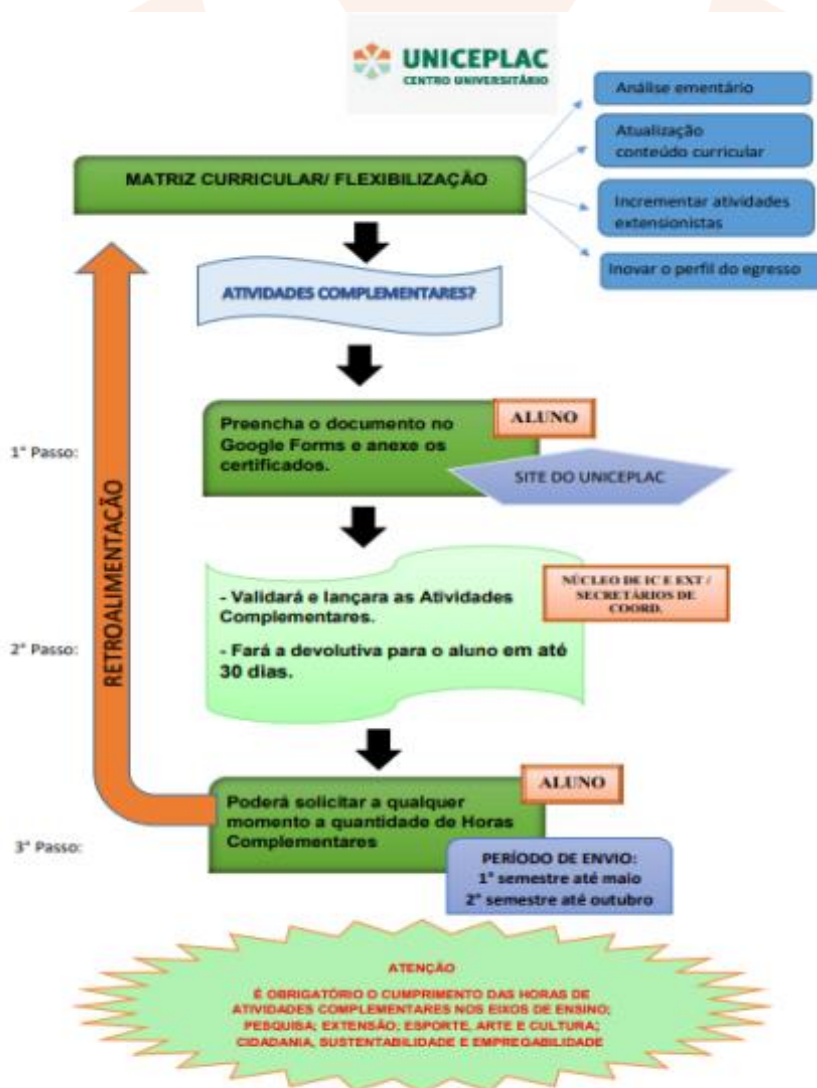 UNICEPLAC
CENTRO UNIVERSITÁRIO
Análise ementário
Atualização
conteúdo curricular
Incrementar atividades
extensionistas
Inovar o perfil do egresso
MATRIZ CURRICULAR/ FLEXIBILIZAÇÃO
ATIVIDADES COMPLEMENTARES?
RETROALIMENTAÇÃO
1° Passo:
Preencha o documento no
Google Forms e anexe os
certificados.
ALUNO
SITE DO UNICEPLAC
2° Passo:
- Validará e lançara as Atividades
Complementares.
- Fará a devolutiva para o aluno em até
30 dias.
NÚCLEO DE IC E EXT /
SECRETÁRIOS DE
COORD.
3° Passo:
Poderá solicitar a qualquer
momento a quantidade de Horas
Complementares
ALUNO
PERÍODO DE ENVIO:
1° semestre até maio
2° semestre até outubro
ATENÇÃO
É OBRIGATÓRIO O CUMPRIMENTO DAS HORAS DE
ATIVIDADES COMPLEMENTARES NOS EIXOS DE ENSINO;
PESQUISA; EXTENSÃO, ESPORTE, ARTE E CULTURA;
CIDADANIA, SUSTENTABILIDADE E EMPREGABILIDADE